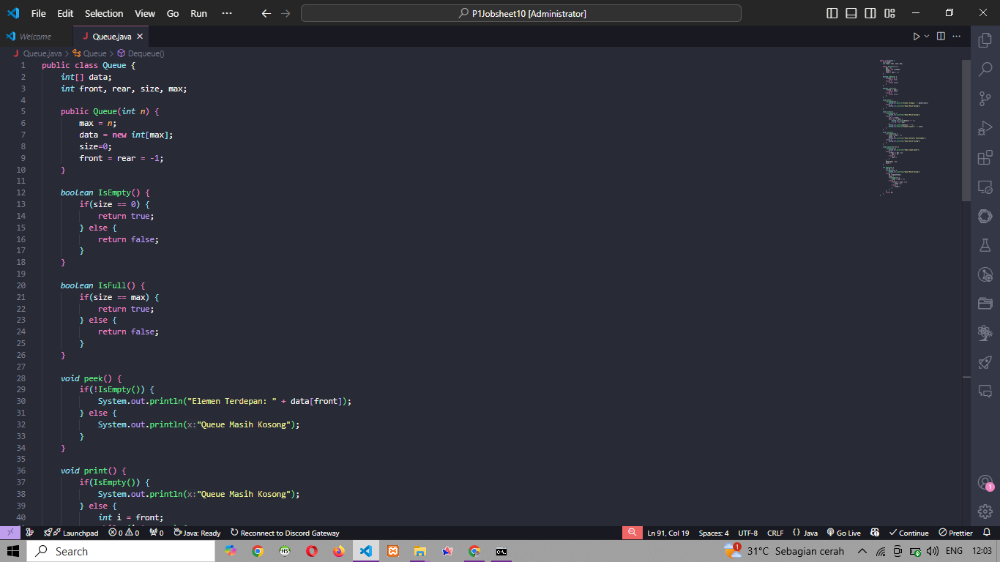 File Edit Selection View Go Run ··· P1Jobsheet10 [Administrator]
Welcome J Queue.java
J Queue.java > Queue > Dequeue()
1 public class Queue {
2 int[] data;
3 int front, rear, size, max;
4
5 public Queue(int n) {
6 max = n;
7 data = new int[max];
8 size=0;
9 front = rear = -1;
10 }
11
12 boolean IsEmpty() {
13 if(size == 0) {
14 return true;
15 } else {
16 return false;
17 }
18 }
19
20 boolean IsFull() {
21 if(size == max) {
22 return true;
23 } else {
24 return false;
25 }
26 }
27
28 void peek() {
29 if(!IsEmpty()) {
30 System.out.println("Elemen Terdepan: " + data[front]);
31 } else {
32 System.out.println(x:"Queue Masih Kosong");
33 }
34 }
35
36 void print() {
37 if(IsEmpty()) {
38 System.out.println(x:"Queue Masih Kosong");
39 } else {
40 int i = front;
1
Launchpad 0 0 0 Java: Ready Reconnect to Discord Gateway Ln 91, Col 19 Spaces: 4 UTF-8 CRLF {} Java Go Live Continue Prettier
Search HS 1 31°C Sebagian cerah ENG 12:03